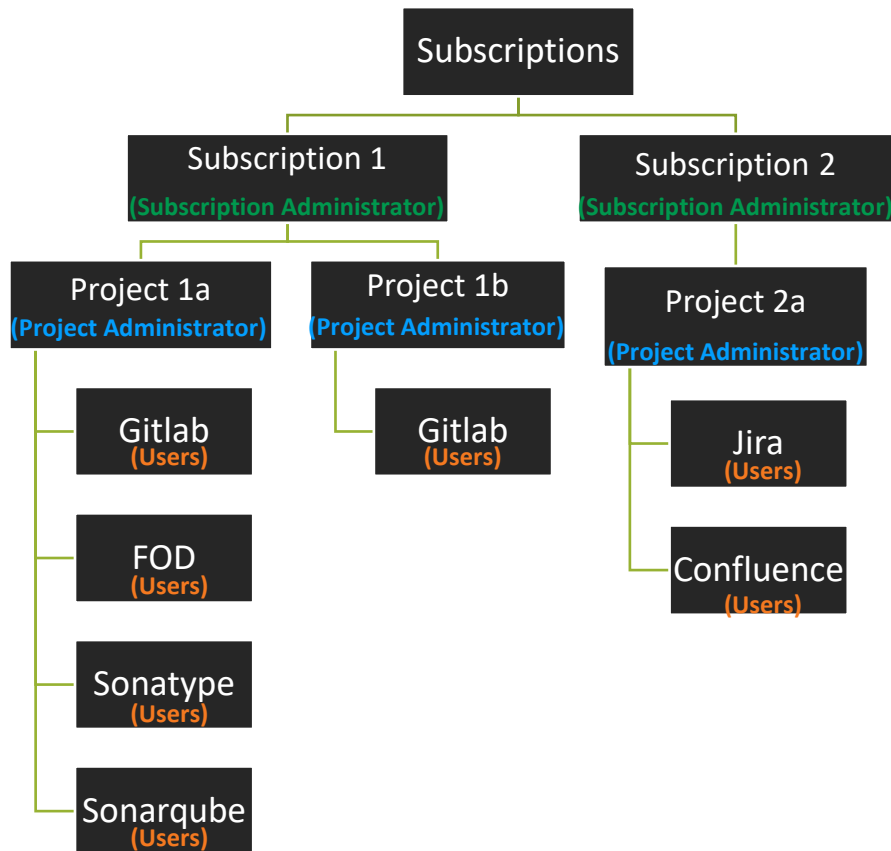 Subscriptions
Subscription 1
(Subscription Administrator)
Subscription 2
(Subscription Administrator)
Project 1a
(Project Administrator)
Project 1b
(Project Administrator)
Project 2a
(Project Administrator)
Gitlab
(Users)
FOD
(Users)
Sonatype
(Users)
Sonarqube
(Users)
Gitlab
(Users)
Jira
(Users)
Confluence
(Users)